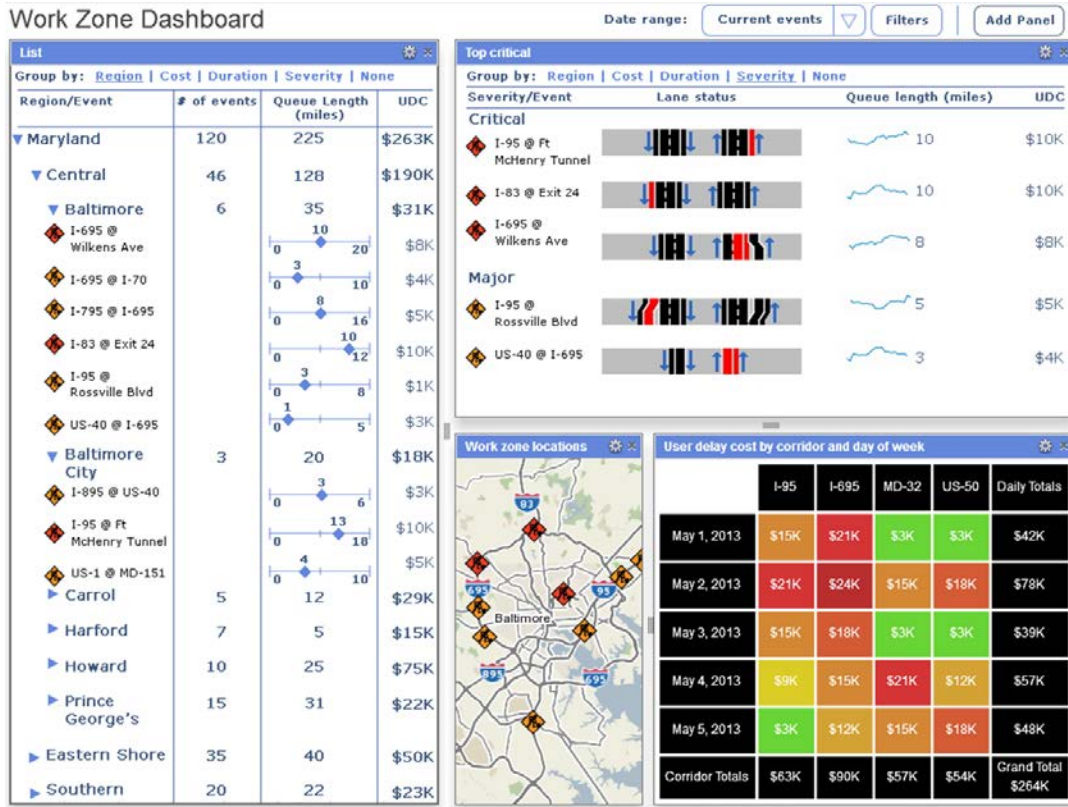 Work Zone Dashboard
Date range: Current events Filters Add Panel
List
Group by: Region | Cost | Duration | Severity | None
Region/Event # of events Queue Length (miles) UDC
Maryland 120 225 $263K
Central 46 128 $190K
Baltimore 6 35 $31K
I-695 @ Wilkens Ave 10 0 20 $8K
I-695 @ I-70 3 0 10 $4K
I-795 @ I-695 8 0 16 $5K
I-83 @ Exit 24 10 0 12 $10K
I-95 @ Rossville Blvd 3 0 8 $1K
US-40 @ I-695 1 0 5 $3K
Baltimore City 3 20 $18K
I-895 @ US-40 3 0 6 $3K
I-95 @ Ft McHenry Tunnel 13 0 18 $10K
US-1 @ MD-151 4 0 10 $5K
Carrol 5 12 $29K
Harford 7 5 $15K
Howard 10 25 $75K
Prince George's 15 31 $22K
Eastern Shore 35 40 $50K
Southern 20 22 $23K
Top critical
Group by: Region | Cost | Duration | Severity | None
Severity/Event Lane status Queue length (miles) UDC
Critical
I-95 @ Ft McHenry Tunnel 10 $10K
I-83 @ Exit 24 10 $10K
I-695 @ Wilkens Ave 8 $8K
Major
I-95 @ Rossville Blvd 5 $5K
US-40 @ I-695 3 $4K
Work zone locations
83
695 95
Baltimore
895 695
User delay cost by corridor and day of week
I-95 I-695 MD-32 US-50 Daily Totals
May 1, 2013 $15K $21K $3K $3K $42K
May 2, 2013 $21K $24K $15K $18K $78K
May 3, 2013 $15K $18K $3K $3K $39K
May 4, 2013 $9K $15K $21K $12K $57K
May 5, 2013 $3K $12K $15K $18K $48K
Corridor Totals $63K $90K $57K $54K Grand Total $264K